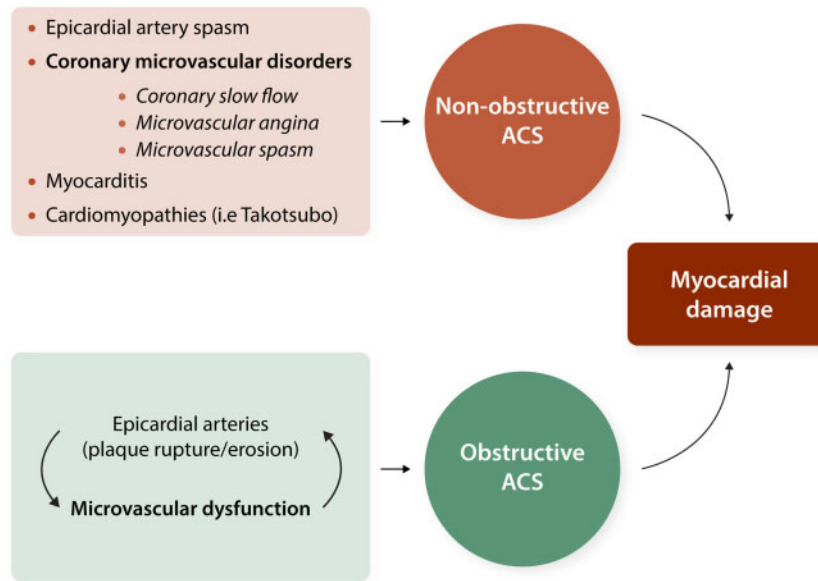 • Epicardial artery spasm
• Coronary microvascular disorders
• Coronary slow flow
• Microvascular angina
• Microvascular spasm
• Myocarditis
• Cardiomyopathies (i.e Takotsubo)
Non-obstructive
ACS
Myocardial
damage
Epicardial arteries
(plaque rupture/erosion)
Microvascular dysfunction
Obstructive
ACS